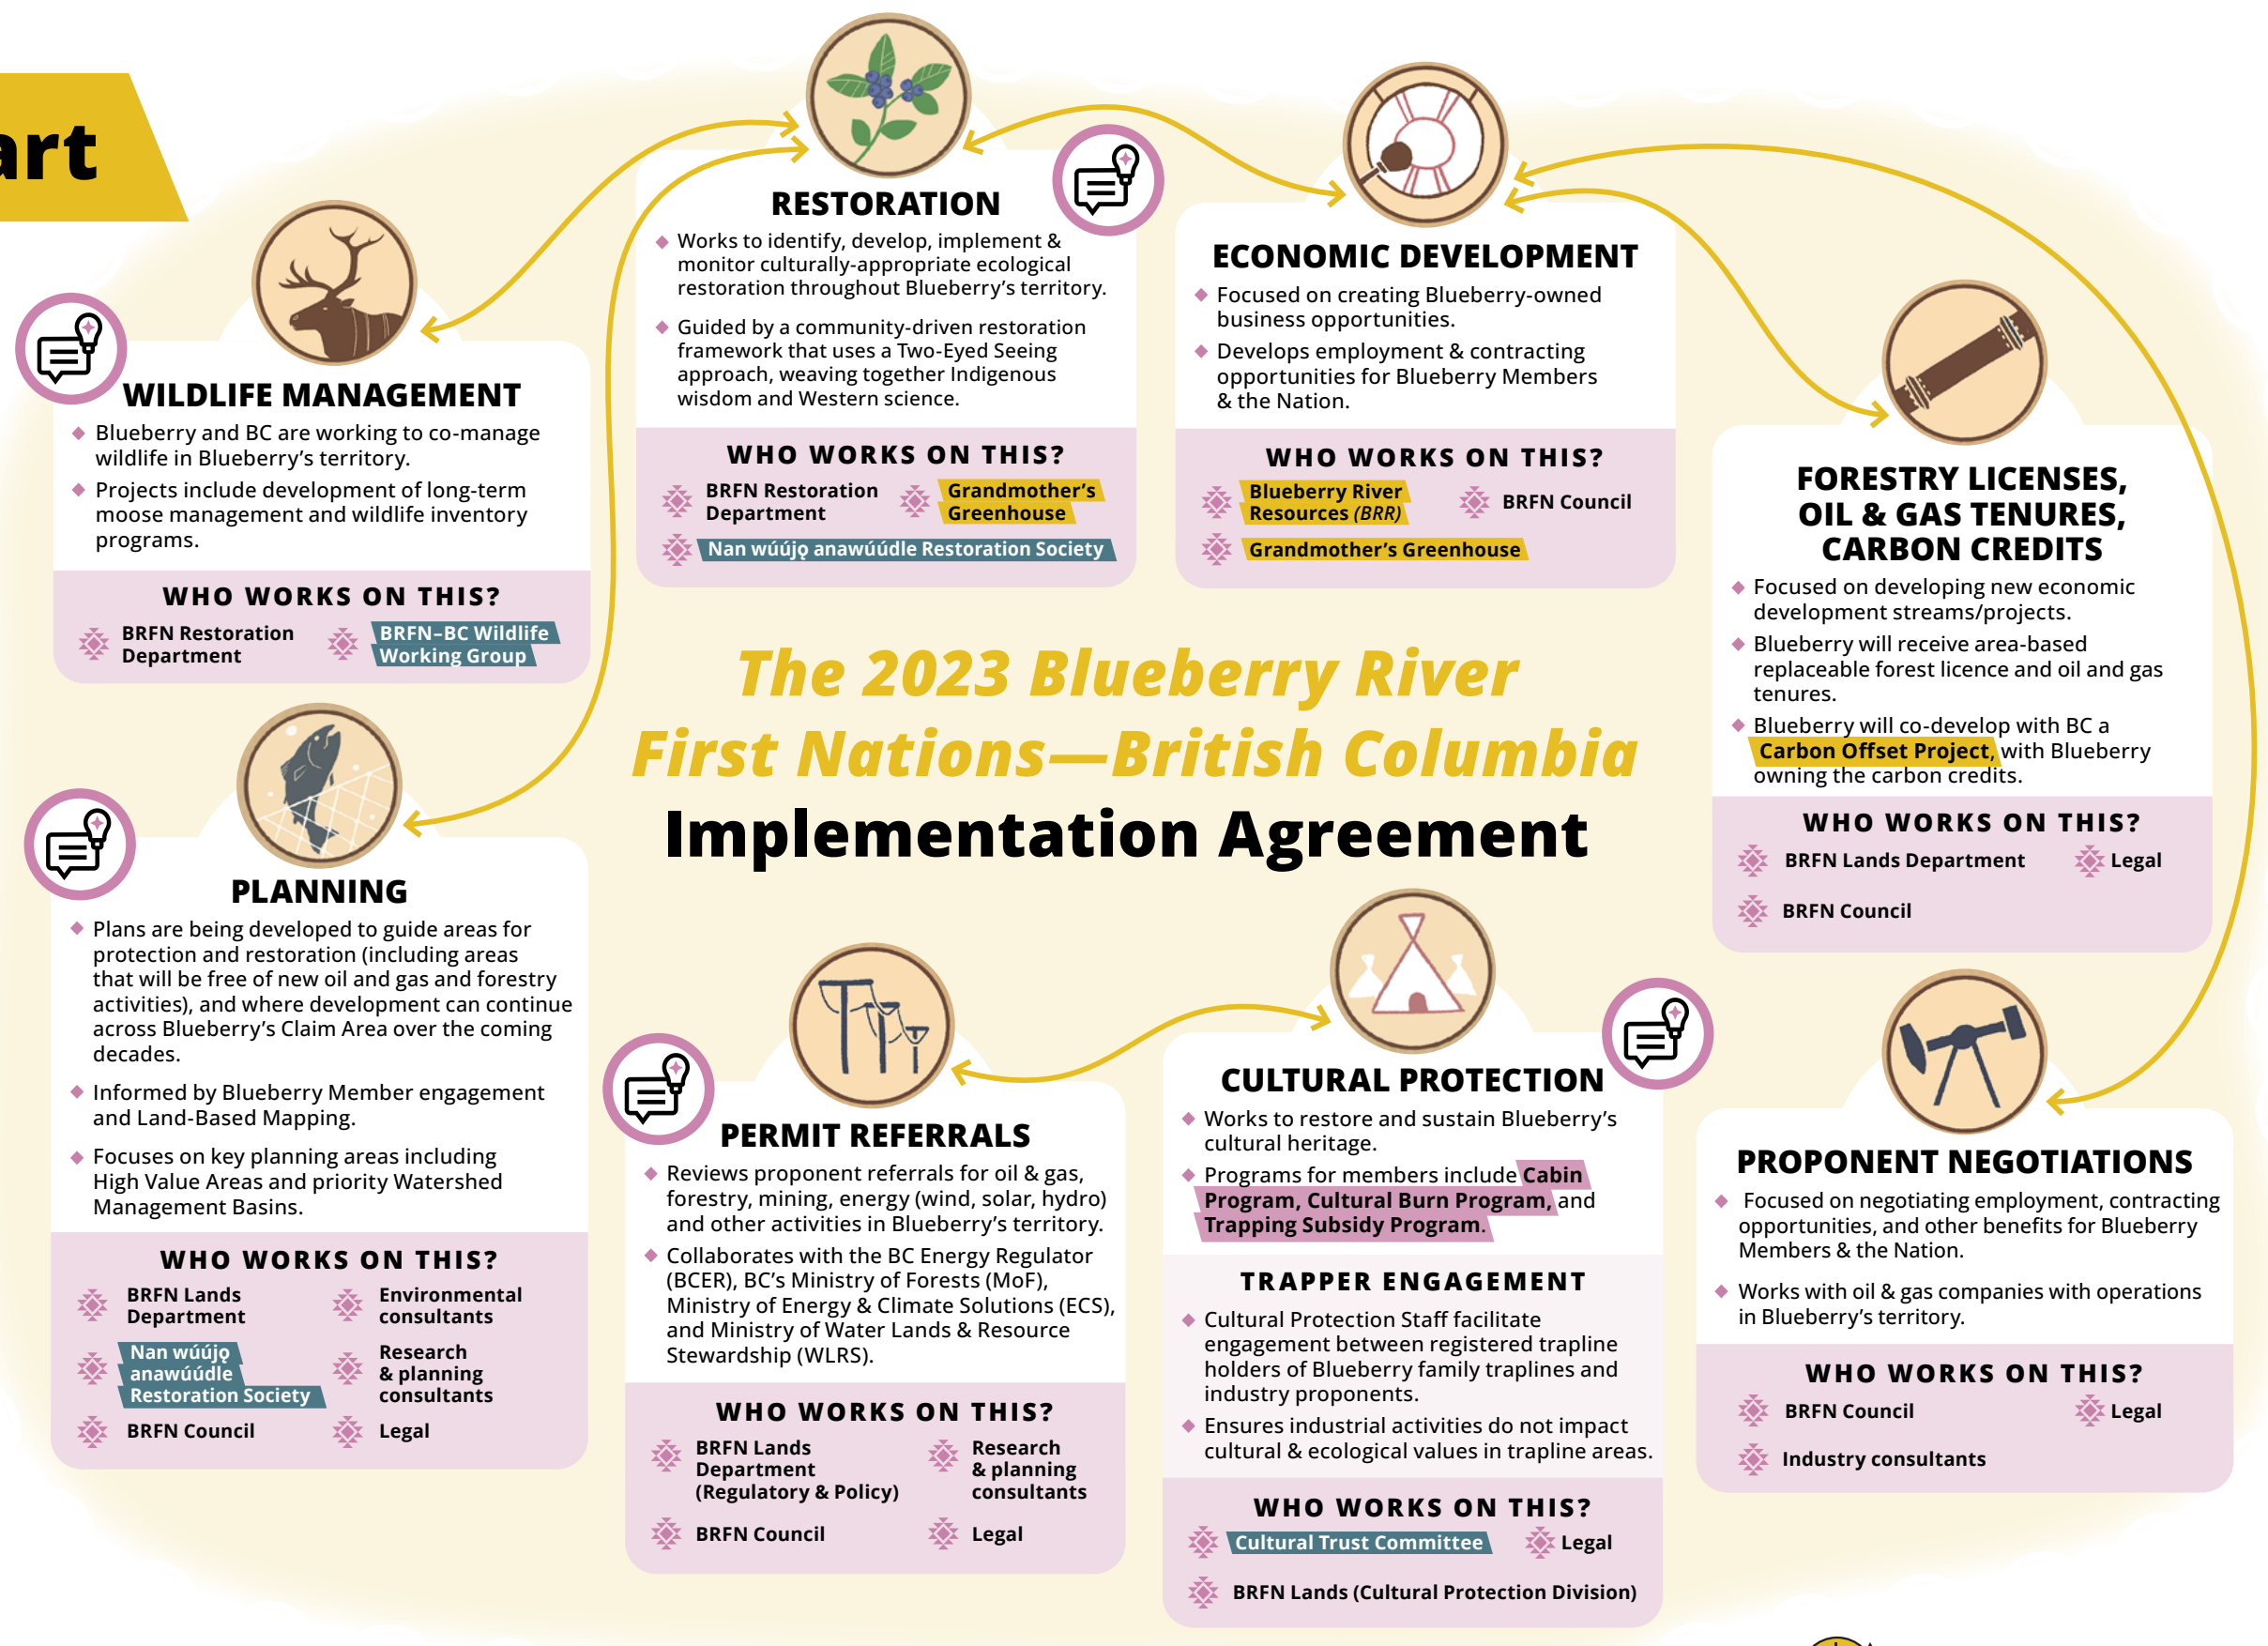 art
RESTORATION
Works to identify, develop, implement &
monitor culturally-appropriate ecological
restoration throughout Blueberry's territory.
Guided by a community-driven restoration
framework that uses a Two-Eyed Seeing
approach, weaving together Indigenous
wisdom and Western science.
WHO WORKS ON THIS?
BRFN Restoration
Department
Grandmother's
Greenhouse
Nan wúújǫ anawúúdle Restoration Society
ECONOMIC DEVELOPMENT
Focused on creating Blueberry-owned
business opportunities.
Develops employment & contracting
opportunities for Blueberry Members
& the Nation.
WHO WORKS ON THIS?
Blueberry River
Resources (BRR)
BRFN Council
Grandmother's Greenhouse
WILDLIFE MANAGEMENT
Blueberry and BC are working to co-manage
wildlife in Blueberry's territory.
Projects include development of long-term
moose management and wildlife inventory
programs.
WHO WORKS ON THIS?
BRFN Restoration
Department
BRFN–BC Wildlife
Working Group
FORESTRY LICENSES,
OIL & GAS TENURES,
CARBON CREDITS
Focused on developing new economic
development streams/projects.
Blueberry will receive area-based
replaceable forest licence and oil and gas
tenures.
Blueberry will co-develop with BC a
Carbon Offset Project, with Blueberry
owning the carbon credits.
WHO WORKS ON THIS?
BRFN Lands Department
Legal
BRFN Council
The 2023 Blueberry River
First Nations—British Columbia
Implementation Agreement
PLANNING
Plans are being developed to guide areas for
protection and restoration (including areas
that will be free of new oil and gas and forestry
activities), and where development can continue
across Blueberry's Claim Area over the coming
decades.
Informed by Blueberry Member engagement
and Land-Based Mapping.
Focuses on key planning areas including
High Value Areas and priority Watershed
Management Basins.
WHO WORKS ON THIS?
BRFN Lands
Department
Environmental
consultants
Nan wúújǫ
anawúúdle
Restoration Society
Research
& planning
consultants
BRFN Council
Legal
PERMIT REFERRALS
Reviews proponent referrals for oil & gas,
forestry, mining, energy (wind, solar, hydro)
and other activities in Blueberry's territory.
Collaborates with the BC Energy Regulator
(BCER), BC's Ministry of Forests (MoF),
Ministry of Energy & Climate Solutions (ECS),
and Ministry of Water Lands & Resource
Stewardship (WLRS).
WHO WORKS ON THIS?
BRFN Lands
Department
(Regulatory & Policy)
Research
& planning
consultants
BRFN Council
Legal
CULTURAL PROTECTION
Works to restore and sustain Blueberry's
cultural heritage.
Programs for members include Cabin
Program, Cultural Burn Program, and
Trapping Subsidy Program.
TRAPPER ENGAGEMENT
Cultural Protection Staff facilitate
engagement between registered trapline
holders of Blueberry family traplines and
industry proponents.
Ensures industrial activities do not impact
cultural & ecological values in trapline areas.
WHO WORKS ON THIS?
Cultural Trust Committee
Legal
BRFN Lands (Cultural Protection Division)
PROPONENT NEGOTIATIONS
Focused on negotiating employment, contracting
opportunities, and other benefits for Blueberry
Members & the Nation.
Works with oil & gas companies with operations
in Blueberry's territory.
WHO WORKS ON THIS?
BRFN Council
Legal
Industry consultants